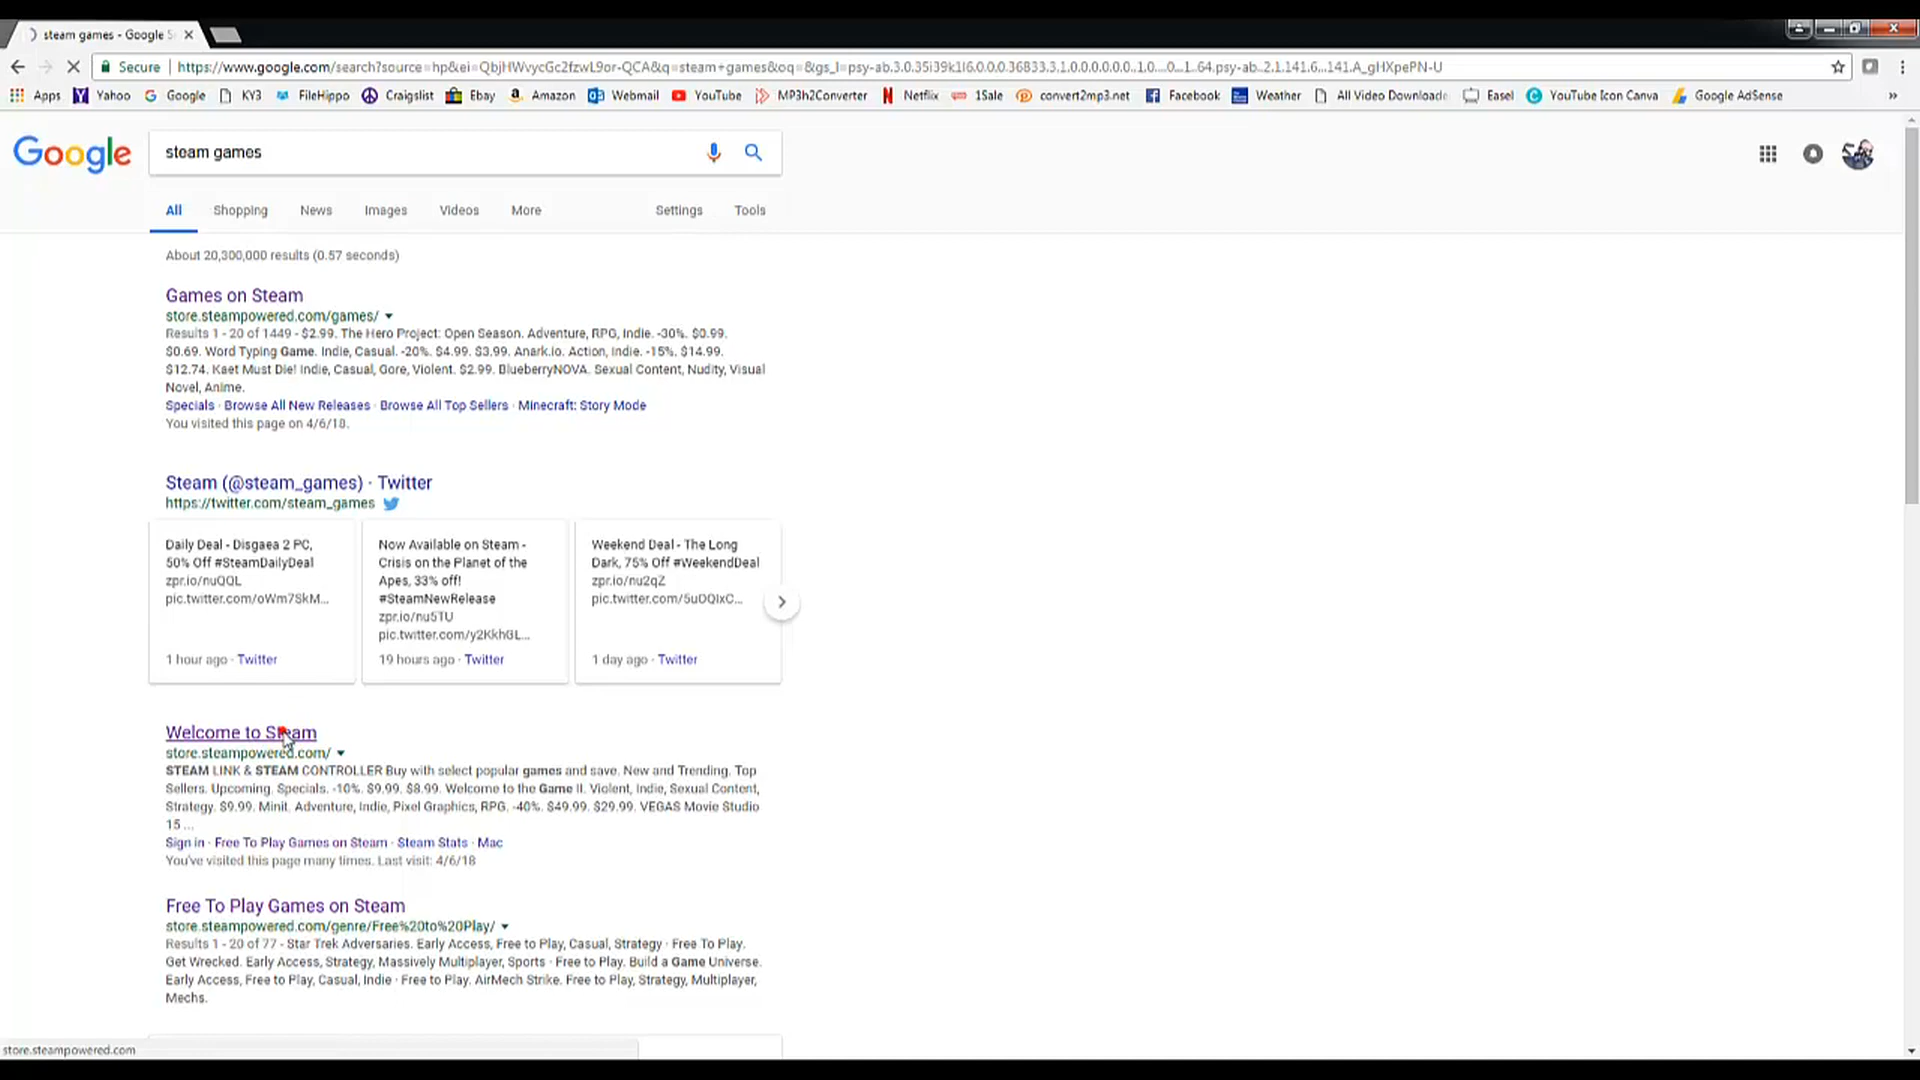 steam games - Google S
Secure | https://www.google.com/search?source=hp&ei=QbjHWvycGc2fzwL9or-QCA&q=steam+games&oq=&gs_l=psy-ab.3.0.35i39k1l6.0.0.0.36833.3.1.0.0.0.0.0.0..1.0....0...1..64.psy-ab..2.1.141.6...141.A_gHXpePN-U
Apps Yahoo Google KY3 FileHippo Craigslist Ebay Amazon Webmail YouTube MP3h2Converter Netflix 1Sale convert2mp3.net Facebook Weather All Video Downloade Easel YouTube Icon Canva Google AdSense »
Google
steam games
All Shopping News Images Videos More Settings Tools
About 20,300,000 results (0.57 seconds)
Games on Steam
store.steampowered.com/games/
Results 1 - 20 of 1449 - $2.99. The Hero Project: Open Season. Adventure, RPG, Indie. -30%. $0.99.
$0.69. Word Typing Game. Indie, Casual. -20%. $4.99. $3.99. Anark.io. Action, Indie. -15%. $14.99.
$12.74. Kaet Must Die! Indie, Casual, Gore, Violent. $2.99. BlueberryNOVA. Sexual Content, Nudity, Visual
Novel, Anime.
Specials · Browse All New Releases · Browse All Top Sellers · Minecraft: Story Mode
You visited this page on 4/6/18.
Steam (@steam_games) · Twitter
https://twitter.com/steam_games
Daily Deal - Disgaea 2 PC,
50% Off #SteamDailyDeal
zpr.io/nuQQL
pic.twitter.com/oWm7SkM...
1 hour ago · Twitter
Now Available on Steam -
Crisis on the Planet of the
Apes, 33% off!
#SteamNewRelease
zpr.io/nu5TU
pic.twitter.com/y2KkhGL...
19 hours ago · Twitter
Weekend Deal - The Long
Dark, 75% Off #WeekendDeal
zpr.io/nu2qZ
pic.twitter.com/5uDQIxC...
1 day ago · Twitter
Welcome to Steam
store.steampowered.com/
STEAM LINK & STEAM CONTROLLER Buy with select popular games and save. New and Trending. Top
Sellers. Upcoming. Specials. -10%. $9.99. $8.99. Welcome to the Game II. Violent, Indie, Sexual Content,
Strategy. $9.99. Minit. Adventure, Indie, Pixel Graphics, RPG. -40%. $49.99. $29.99. VEGAS Movie Studio
15 ...
Sign in · Free To Play Games on Steam · Steam Stats · Mac
You've visited this page many times. Last visit: 4/6/18
Free To Play Games on Steam
store.steampowered.com/genre/Free%20to%20Play/
Results 1 - 20 of 77 - Star Trek Adversaries. Early Access, Free to Play, Casual, Strategy · Free To Play.
Get Wrecked. Early Access, Strategy, Massively Multiplayer, Sports · Free to Play. Build a Game Universe.
Early Access, Free to Play, Casual, Indie · Free to Play. AirMech Strike. Free to Play, Strategy, Multiplayer,
Mechs.
store.steampowered.com